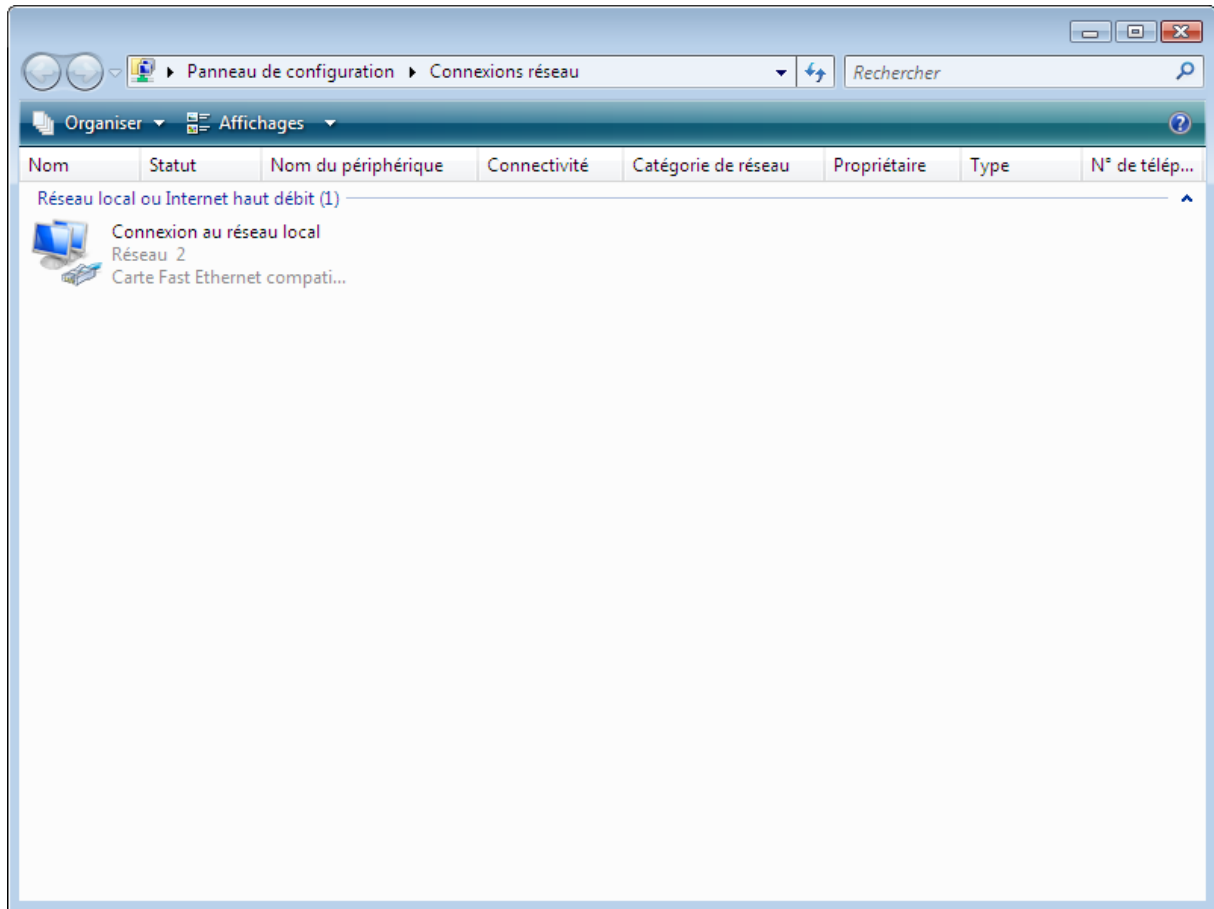 Panneau de configuration Connexions réseau Rechercher
Organiser Affichages
Nom Statut Nom du périphérique Connectivité Catégorie de réseau Propriétaire Type N° de télép...
Réseau local ou Internet haut débit (1)
Connexion au réseau local
Réseau 2
Carte Fast Ethernet compati...